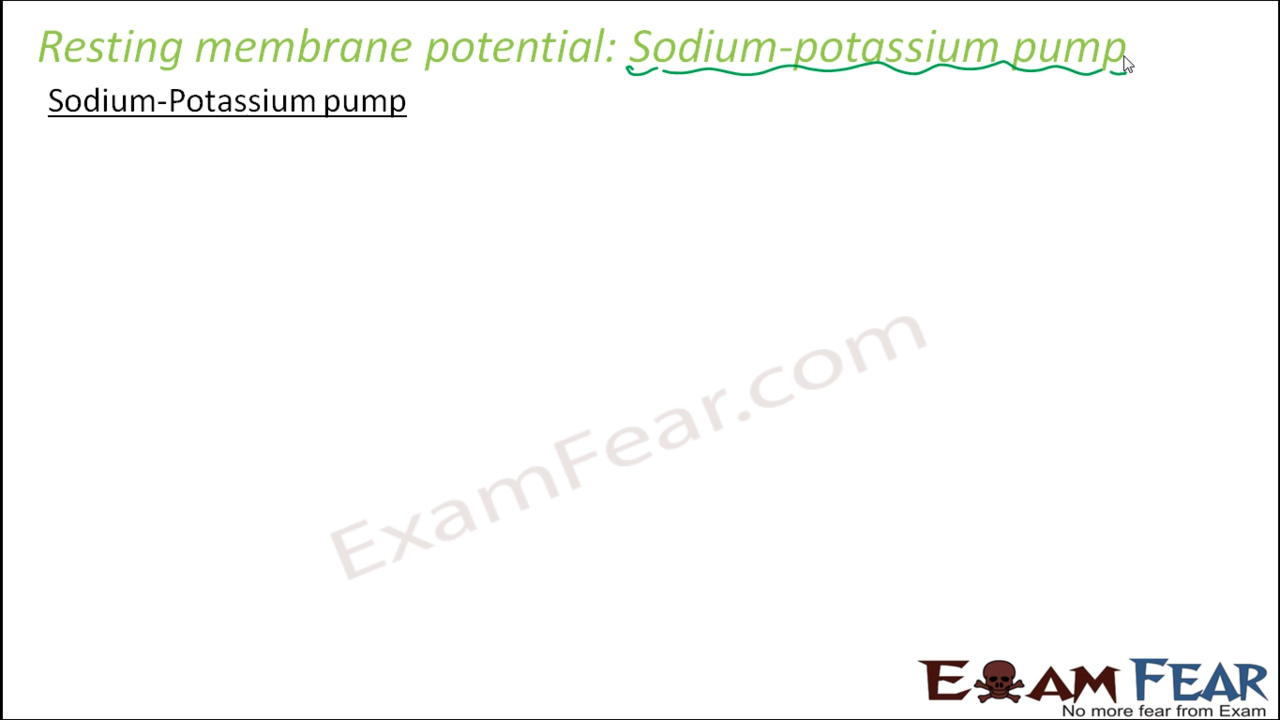 Resting membrane potential: Sodium-potassium pump
Sodium-Potassium pump
ExamFear.com
EXAM FEAR
No more fear from Exam